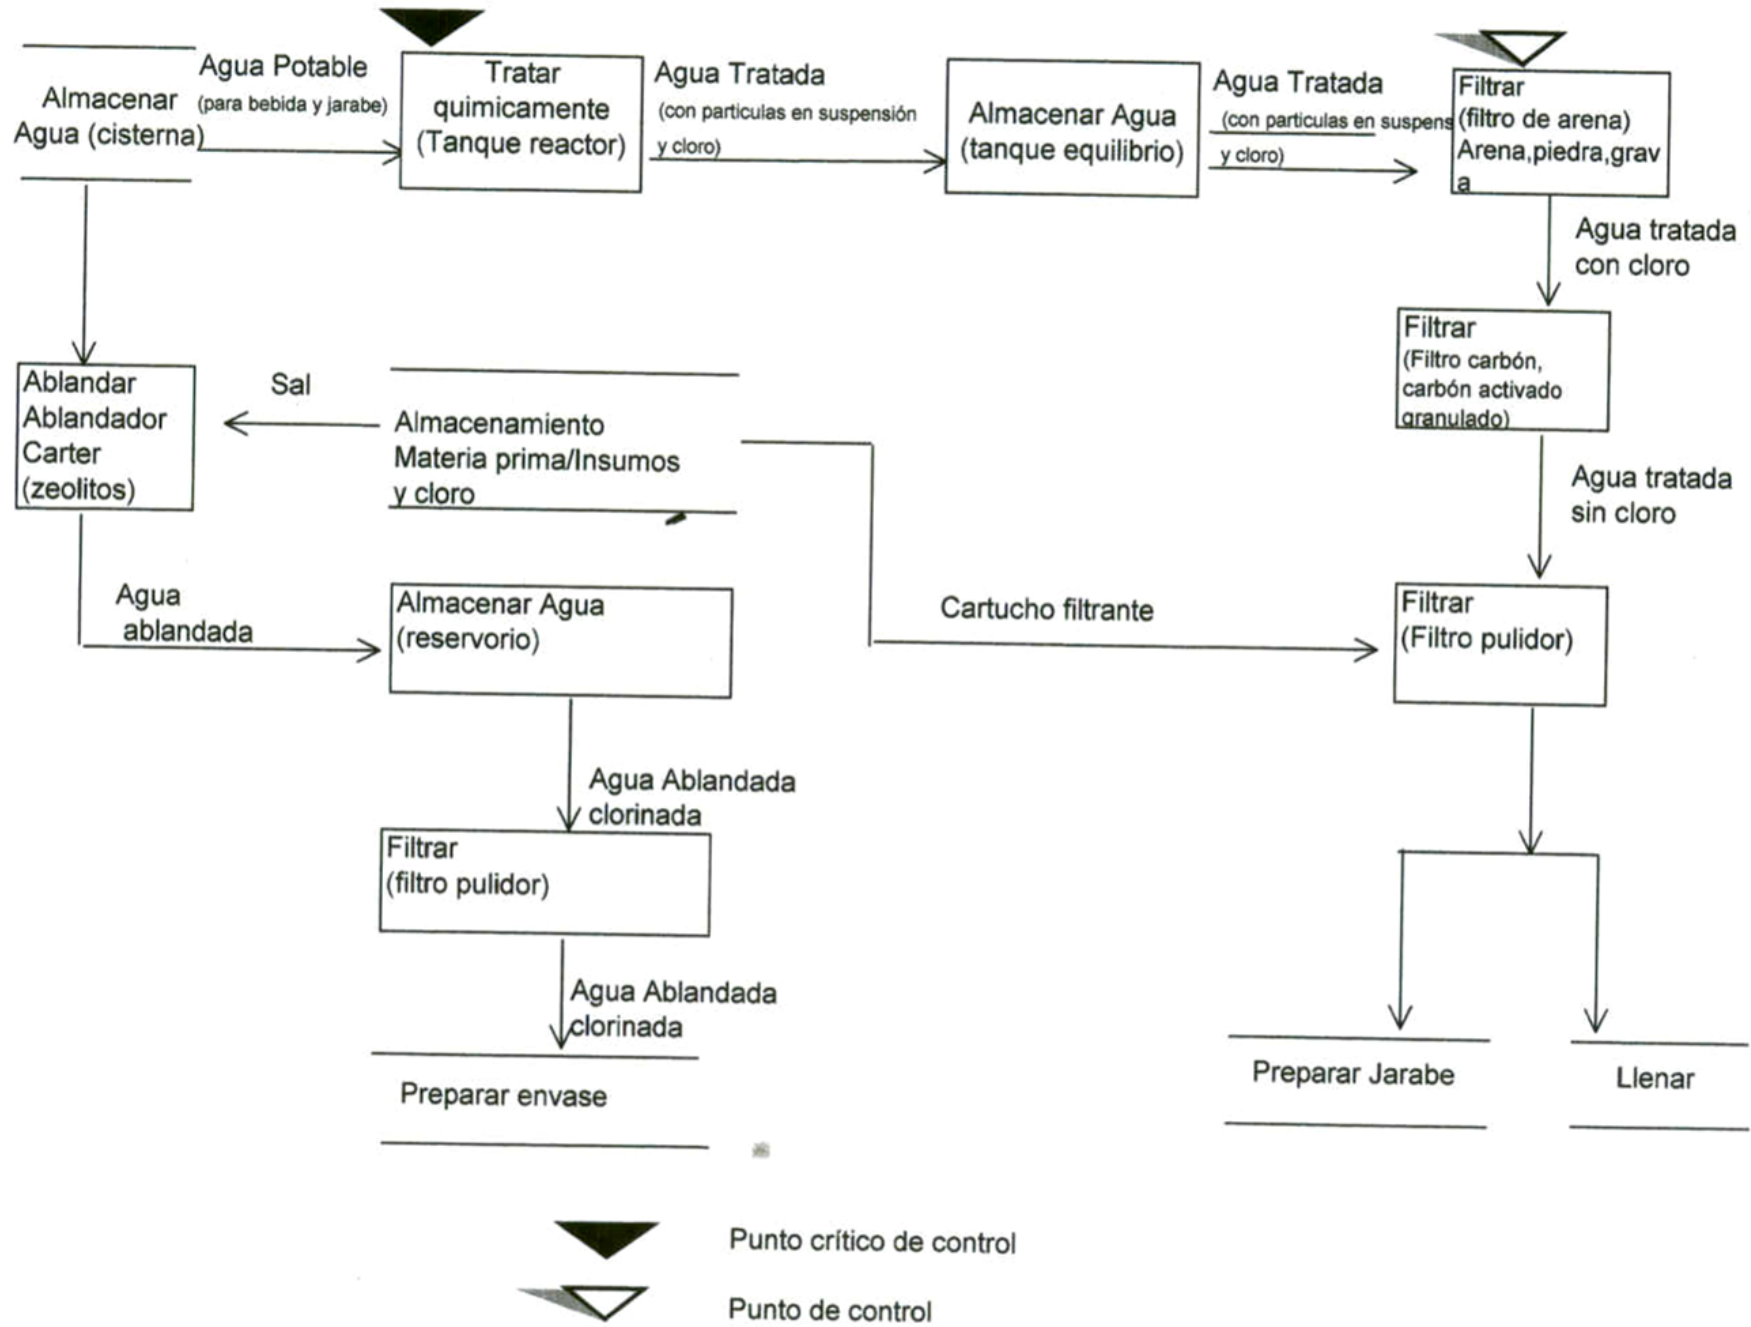 Almacenar
Agua (cisterna)
Agua Potable
(para bebida y jarabe)
Tratar
quimicamente
(Tanque reactor)
Agua Tratada
(con particulas en suspensión
y cloro)
Almacenar Agua
(tanque equilibrio)
Agua Tratada
(con particulas en suspens
y cloro)
Filtrar
(filtro de arena)
Arena,piedra,grav
a
Agua tratada
con cloro
Filtrar
(Filtro carbón,
carbón activado
granulado)
Agua tratada
sin cloro
Ablandar
Ablandador
Carter
(zeolitos)
Sal
Almacenamiento
Materia prima/Insumos
y cloro
Agua
ablandada
Almacenar Agua
(reservorio)
Cartucho filtrante
Filtrar
(Filtro pulidor)
Agua Ablandada
clorinada
Filtrar
(filtro pulidor)
Agua Ablandada
clorinada
Preparar envase
Preparar Jarabe
Llenar
Punto crítico de control
Punto de control